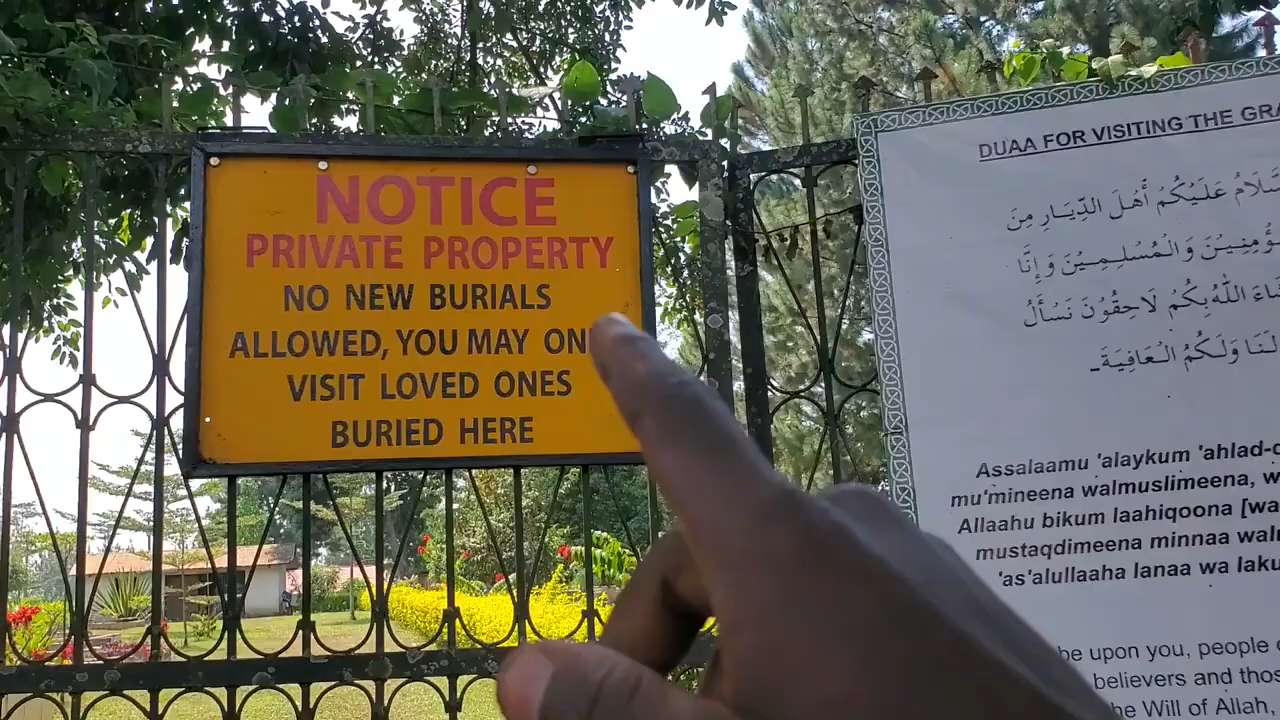 NOTICE
PRIVATE PROPERTY
NO NEW BURIALS
ALLOWED, YOU MAY
VISIT LOVED ONES
BURIED HERE
DUAA FOR VISITING THE
عَلَيْكُمْ أَهْلَ الدِّيَارِ مِنَ
وَالْمُسْلِمِيْنَ وَإِنَّا
اللّٰهُ بِكُمْ لَاحِقُوْنَ نَسْأَلُ
لَنَا وَلَكُمُ الْعَافِيَةَ
Assalaamu 'alaykum
mu'mineena walmuslimeena,
Allaahu bikum laahiqoona
mustaqdimeena minnaa
'as'alullaaha lanaa wa
be upon you, people
believers and
Will of Allah,